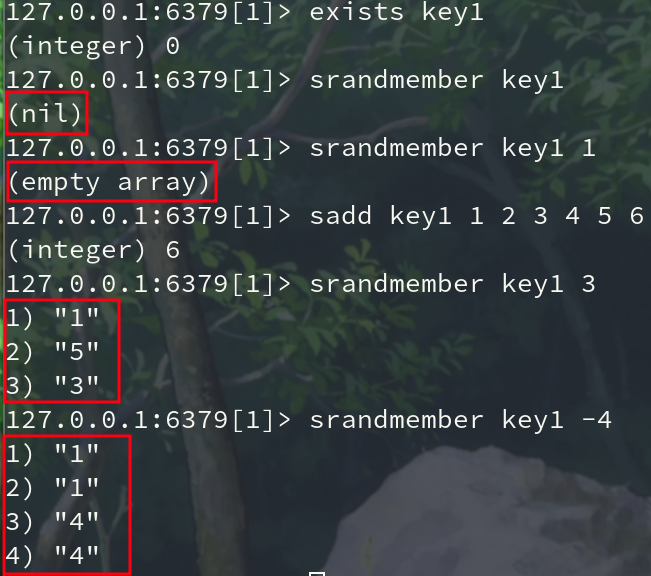 127.0.0.1:6379[1]> exists key1
(integer) 0
127.0.0.1:6379[1]> srandmember key1
(nil)
127.0.0.1:6379[1]> srandmember key1 1
(empty array)
127.0.0.1:6379[1]> sadd key1 1 2 3 4 5 6
(integer) 6
127.0.0.1:6379[1]> srandmember key1 3
1) "1"
2) "5"
3) "3"
127.0.0.1:6379[1]> srandmember key1 -4
1) "1"
2) "1"
3) "4"
4) "4"